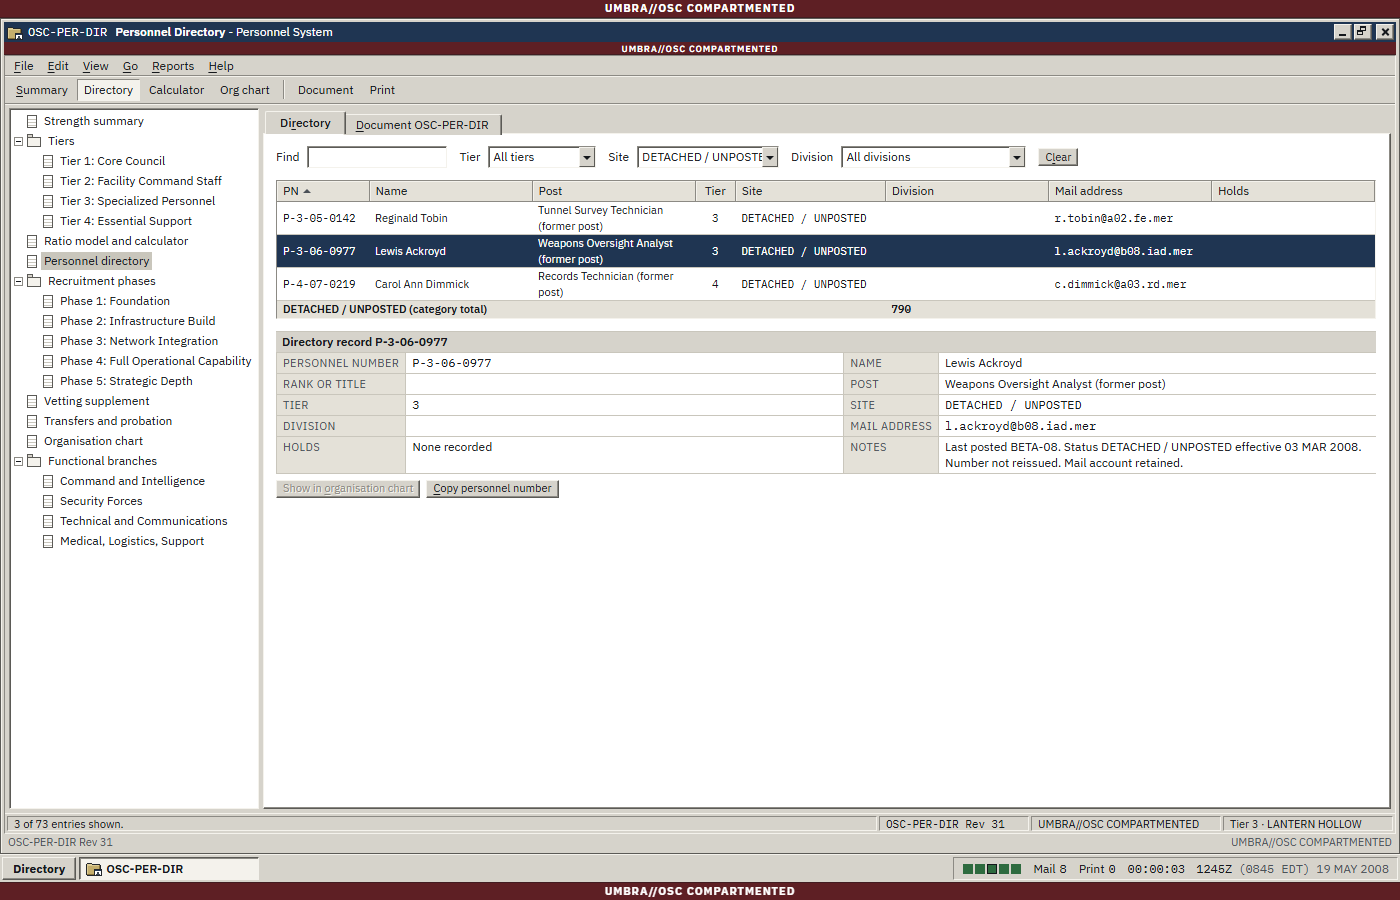 UMBRA//OSC COMPARTMENTED
OSC-PER-DIR Personnel Directory - Personnel System
UMBRA//OSC COMPARTMENTED
File Edit View Go Reports Help
Summary Directory Calculator Org chart Document Print
Strength summary
Tiers
Tier 1: Core Council
Tier 2: Facility Command Staff
Tier 3: Specialized Personnel
Tier 4: Essential Support
Ratio model and calculator
Personnel directory
Recruitment phases
Phase 1: Foundation
Phase 2: Infrastructure Build
Phase 3: Network Integration
Phase 4: Full Operational Capability
Phase 5: Strategic Depth
Vetting supplement
Transfers and probation
Organisation chart
Functional branches
Command and Intelligence
Security Forces
Technical and Communications
Medical, Logistics, Support
Directory Document OSC-PER-DIR
Find Tier All tiers Site DETACHED / UNPOSTE Division All divisions Clear
PN Name Post Tier Site Division Mail address Holds
P-3-05-0142 Reginald Tobin Tunnel Survey Technician (former post) 3 DETACHED / UNPOSTED r.tobin@a02.fe.mer
P-3-06-0977 Lewis Ackroyd Weapons Oversight Analyst (former post) 3 DETACHED / UNPOSTED l.ackroyd@b08.iad.mer
P-4-07-0219 Carol Ann Dimmick Records Technician (former post) 4 DETACHED / UNPOSTED c.dimmick@a03.rd.mer
DETACHED / UNPOSTED (category total) 790
Directory record P-3-06-0977
PERSONNEL NUMBER P-3-06-0977 NAME Lewis Ackroyd
RANK OR TITLE POST Weapons Oversight Analyst (former post)
TIER 3 SITE DETACHED / UNPOSTED
DIVISION MAIL ADDRESS l.ackroyd@b08.iad.mer
HOLDS None recorded NOTES Last posted BETA-08. Status DETACHED / UNPOSTED effective 03 MAR 2008.
Number not reissued. Mail account retained.
Show in organisation chart Copy personnel number
3 of 73 entries shown. OSC-PER-DIR Rev 31 UMBRA//OSC COMPARTMENTED Tier 3 - LANTERN HOLLOW
OSC-PER-DIR Rev 31 UMBRA//OSC COMPARTMENTED
Directory OSC-PER-DIR Mail 8 Print 0 00:00:03 1245Z (0845 EDT) 19 MAY 2008
UMBRA//OSC COMPARTMENTED